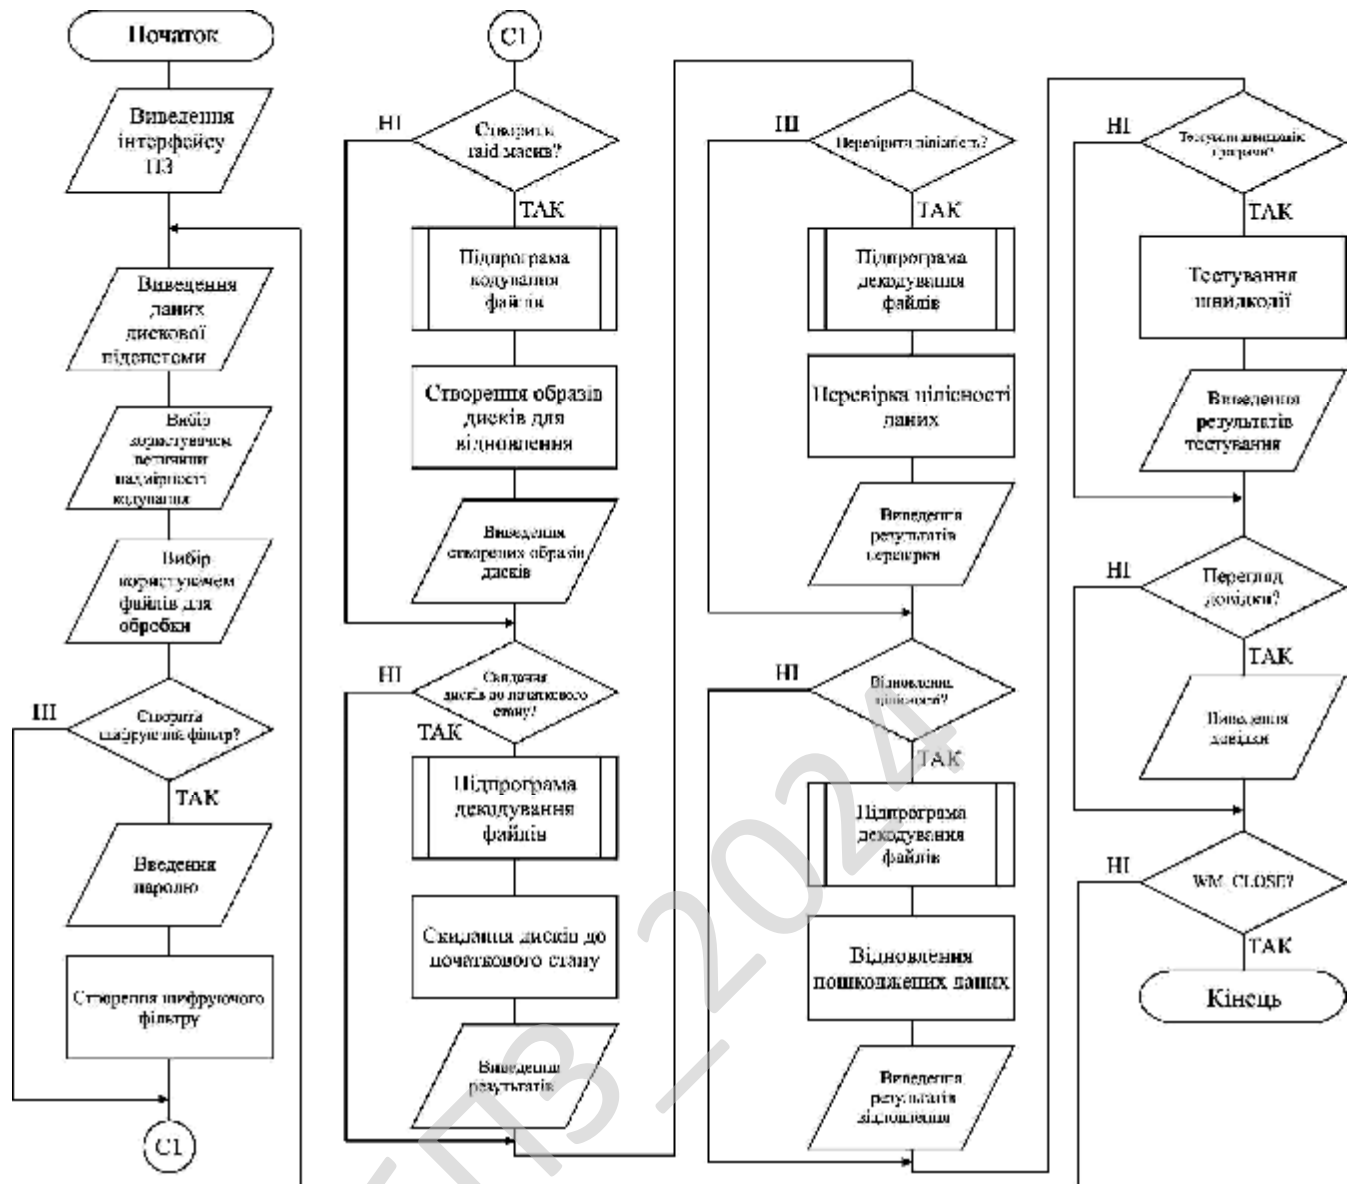 Початок
Виведення
інтерфейсу
ПЗ
Виведення
даних
дискової
підсистеми
Вибір
користувачем
величини
надмірності
кодування
Вибір
користувачем
файлів для
обробки
НІ
Створити
шифруючий фільтр?
ТАК
Введення
паролю
Створення шифруючого
фільтру
С1
С1
НІ
Створити
raid масив?
ТАК
Підпрограма
кодування
файлів
Створення образів
дисків для
відновлення
Виведення
створених образів
дисків
НІ
Скидання
дисків до початкового
стану?
ТАК
Підпрограма
декодування
файлів
Скидання дисків до
початкового стану
Виведення
результатів
НІ
Перевірити цілісність?
ТАК
Підпрограма
декодування
файлів
Перевірка цілісності
даних
Виведення
результатів
перевірки
НІ
Відновлення
цілісності?
ТАК
Підпрограма
декодування
файлів
Відновлення
пошкоджених даних
Виведення
результатів
відновлення
НІ
Тестувати швидкодію
програми?
ТАК
Тестування
швидкодії
Виведення
результатів
тестування
НІ
Перегляд
довідки?
ТАК
Виведення
довідки
НІ
WM_CLOSE?
ТАК
Кінець
ПЗ_2024